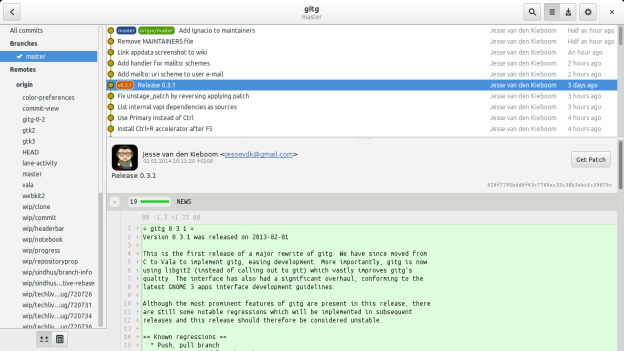 gitg
master
All commits
Branches
master
Remotes
origin
color-preferences
commit-view
gitg-0-2
gtk2
gtk3
HEAD
lane-activity
master
vala
webkit2
wip/clone
wip/commit
wip/headerbar
wip/notebook
wip/progress
wip/repositoryprop
wip/sindhus/branch-info
wip/sindhus...tive-rebase
wip/techliv...ug/720726
wip/techliv...ug/720731
wip/techliv...ug/720734
wip/techliv...ug/720736
master origin/master Add Ignacio to maintainers Jesse van den Kieboom Half an hour ago
Remove MAINTAINERS file Jesse van den Kieboom Half an hour ago
Link appdata screenshot to wiki Jesse van den Kieboom An hour ago
Add handler for mailto: schemes Jesse van den Kieboom 2 hours ago
Add mailto: uri scheme to user e-mail Jesse van den Kieboom 2 hours ago
v0.3.1 Release 0.3.1 Jesse van den Kieboom 3 days ago
Fix unstage_patch by reversing applying patch Jesse van den Kieboom 3 hours ago
List internal vapi dependencies as sources Jesse van den Kieboom 3 hours ago
Use Primary instead of Ctrl Jesse van den Kieboom 4 hours ago
Install Ctrl+R accelerator after F5 Jesse van den Kieboom 4 hours ago
Jesse van den Kieboom <jessevdk@gmail.com>
Get Patch
Release 0.3.1
- 19 NEWS
@@ -1,3 +1,22 @@
1 + = gitg 0.3.1 =
2 + Version 0.3.1 was released on 2013-02-01
3 +
4 + This is the first release of a major rewrite of gitg. We have since moved from
5 + C to Vala to implement gitg, easing development. More importantly, gitg is now
6 + using libgit2 (instead of calling out to git) which vastly improves gitg's
7 + quality. The interface has also had a significant overhaul, conforming to the
8 + latest GNOME 3 apps interface development guidelines.
9 +
10 + Although the most prominent features of gitg are present in this release, there
11 + are still some notable regressions which will be implemented in subsequent
12 + releases and this release should therefore be considered unstable.
13 +
14 + == Known regressions ==
15 + * Push, pull branch